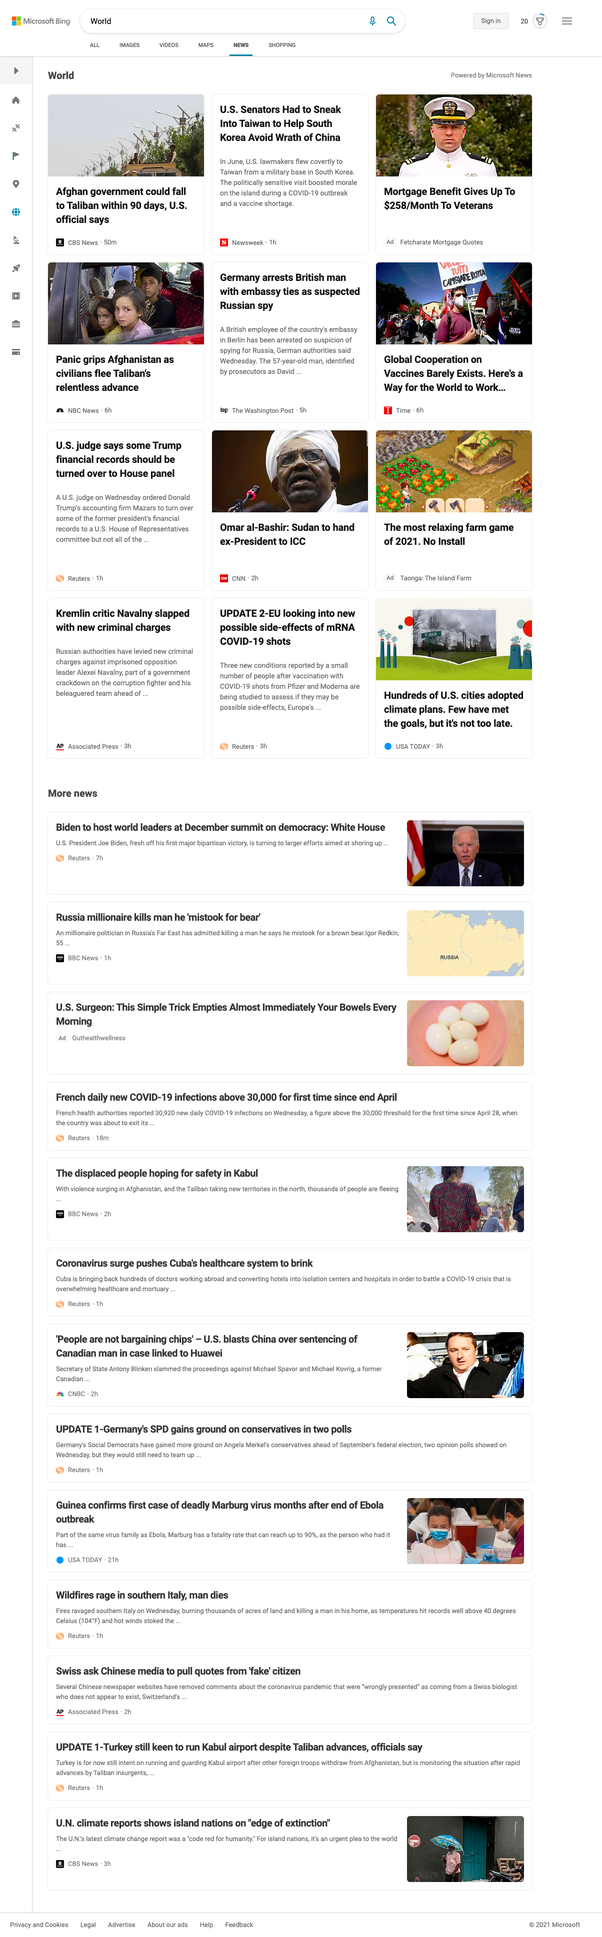 Microsoft Bing
World
Sign in
20
ALL
IMAGES
VIDEOS
MAPS
NEWS
SHOPPING
World
Powered by Microsoft News
Afghan government could fall
to Taliban within 90 days, U.S.
official says
CBS News · 50m
U.S. Senators Had to Sneak
Into Taiwan to Help South
Korea Avoid Wrath of China
In June, U.S. lawmakers flew covertly to
Taiwan from a military base in South Korea.
The politically sensitive visit boosted morale
on the island during a COVID-19 outbreak
and a vaccine shortage.
Newsweek · 1h
Mortgage Benefit Gives Up To
$258/Month To Veterans
Ad Fetcharate Mortgage Quotes
Panic grips Afghanistan as
civilians flee Taliban's
relentless advance
NBC News · 6h
Germany arrests British man
with embassy ties as suspected
Russian spy
A British employee of the country's embassy
in Berlin has been arrested on suspicion of
spying for Russia, German authorities said
Wednesday. The 57-year-old man, identified
by prosecutors as David ...
wp The Washington Post · 5h
TUTTI
CAMBIARE ROTTA
Global Cooperation on
Vaccines Barely Exists. Here's a
Way for the World to Work...
Time · 6h
U.S. judge says some Trump
financial records should be
turned over to House panel
A U.S. judge on Wednesday ordered Donald
Trump's accounting firm Mazars to turn over
some of the former president's financial
records to a U.S. House of Representatives
committee but not all of the ...
Reuters · 1h
Omar al-Bashir: Sudan to hand
ex-President to ICC
CNN · 2h
The most relaxing farm game
of 2021. No Install
Ad Taonga: The Island Farm
Kremlin critic Navalny slapped
with new criminal charges
Russian authorities have levied new criminal
charges against imprisoned opposition
leader Alexei Navalny, part of a government
crackdown on the corruption fighter and his
beleaguered team ahead of ...
AP Associated Press · 3h
UPDATE 2-EU looking into new
possible side-effects of mRNA
COVID-19 shots
Three new conditions reported by a small
number of people after vaccination with
COVID-19 shots from Pfizer and Moderna are
being studied to assess if they may be
possible side-effects, Europe's ...
Reuters · 3h
Hundreds of U.S. cities adopted
climate plans. Few have met
the goals, but it's not too late.
USA TODAY · 3h
More news
Biden to host world leaders at December summit on democracy: White House
U.S. President Joe Biden, fresh off his first major bipartisan victory, is turning to larger efforts aimed at shoring up ...
Reuters · 7h
Russia millionaire kills man he 'mistook for bear'
An millionaire politician in Russia's Far East has admitted killing a man he says he mistook for a brown bear.Igor Redkin,
55 ...
BBC News · 1h
RUSSIA
U.S. Surgeon: This Simple Trick Empties Almost Immediately Your Bowels Every
Morning
Ad Guthealthwellness
French daily new COVID-19 infections above 30,000 for first time since end April
French health authorities reported 30,920 new daily COVID-19 infections on Wednesday, a figure above the 30,000 threshold for the first time since April 28, when
the country was about to exit its ...
Reuters · 18m
The displaced people hoping for safety in Kabul
With violence surging in Afghanistan, and the Taliban taking new territories in the north, thousands of people are fleeing
...
BBC News · 2h
Coronavirus surge pushes Cuba's healthcare system to brink
Cuba is bringing back hundreds of doctors working abroad and converting hotels into isolation centers and hospitals in order to battle a COVID-19 crisis that is
overwhelming healthcare and mortuary ...
Reuters · 1h
'People are not bargaining chips' – U.S. blasts China over sentencing of
Canadian man in case linked to Huawei
Secretary of State Antony Blinken slammed the proceedings against Michael Spavor and Michael Kovrig, a former
Canadian ...
CNBC · 2h
UPDATE 1-Germany's SPD gains ground on conservatives in two polls
Germany's Social Democrats have gained more ground on Angela Merkel's conservatives ahead of September's federal election, two opinion polls showed on
Wednesday, but they would still need to team up ...
Reuters · 1h
Guinea confirms first case of deadly Marburg virus months after end of Ebola
outbreak
Part of the same virus family as Ebola, Marburg has a fatality rate that can reach up to 90%, as the person who had it
has ...
USA TODAY · 21h
Wildfires rage in southern Italy, man dies
Fires ravaged southern Italy on Wednesday, burning thousands of acres of land and killing a man in his home, as temperatures hit records well above 40 degrees
Celsius (104°F) and hot winds stoked the ...
Reuters · 1h
Swiss ask Chinese media to pull quotes from 'fake' citizen
Several Chinese newspaper websites have removed comments about the coronavirus pandemic that were "wrongly presented" as coming from a Swiss biologist
who does not appear to exist, Switzerland's ...
AP Associated Press · 2h
UPDATE 1-Turkey still keen to run Kabul airport despite Taliban advances, officials say
Turkey is for now still intent on running and guarding Kabul airport after other foreign troops withdraw from Afghanistan, but is monitoring the situation after rapid
advances by Taliban insurgents, ...
Reuters · 1h
U.N. climate reports shows island nations on "edge of extinction"
The U.N.'s latest climate change report was a "code red for humanity." For island nations, it's an urgent plea to the world
...
CBS News · 3h
Privacy and Cookies
Legal
Advertise
About our ads
Help
Feedback
© 2021 Microsoft